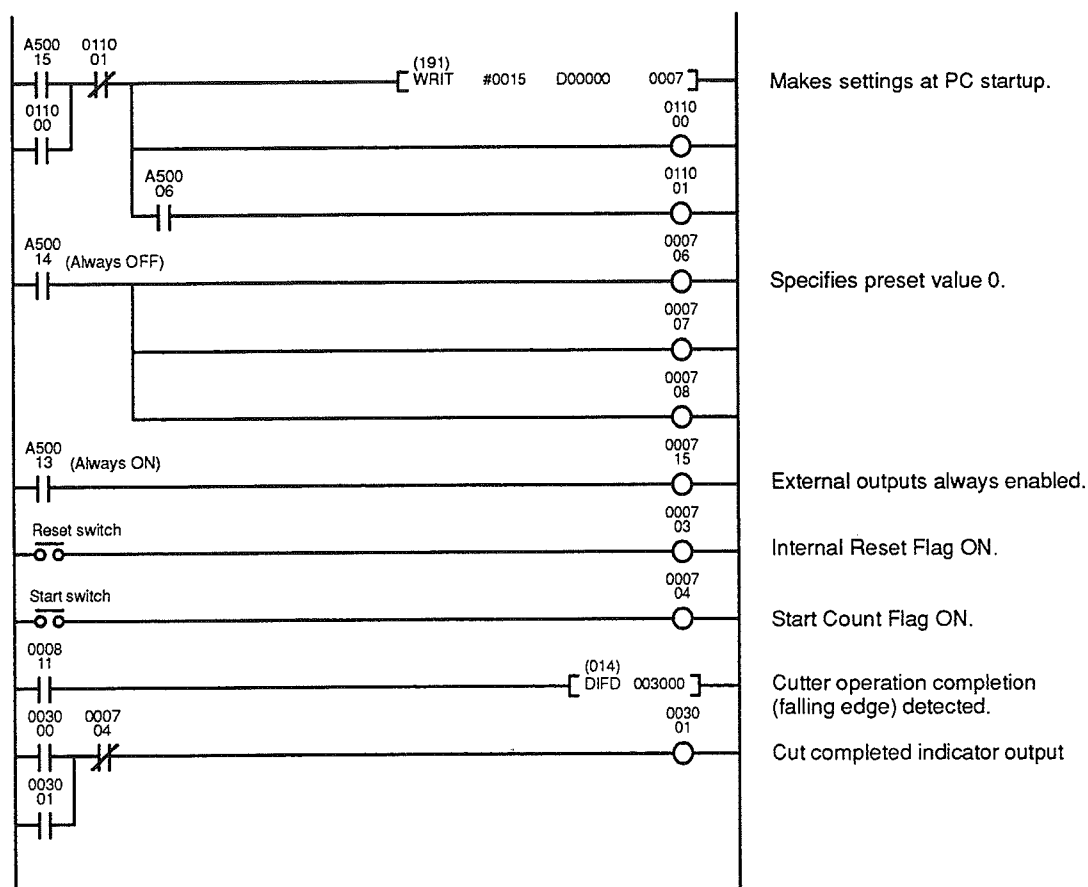 A500
15
0110
01
(191)
WRIT #0015 D00000 0007
Makes settings at PC startup.
0110
00
0110
00
A500
06
0110
01
A500
14 (Always OFF)
0007
06
Specifies preset value 0.
0007
07
0007
08
A500
13 (Always ON)
0007
15
External outputs always enabled.
Reset switch
0007
03
Internal Reset Flag ON.
Start switch
0007
04
Start Count Flag ON.
0008
11
(014)
DIFD 003000
Cutter operation completion
(falling edge) detected.
0030
00
0007
04
0030
01
Cut completed indicator output
0030
01